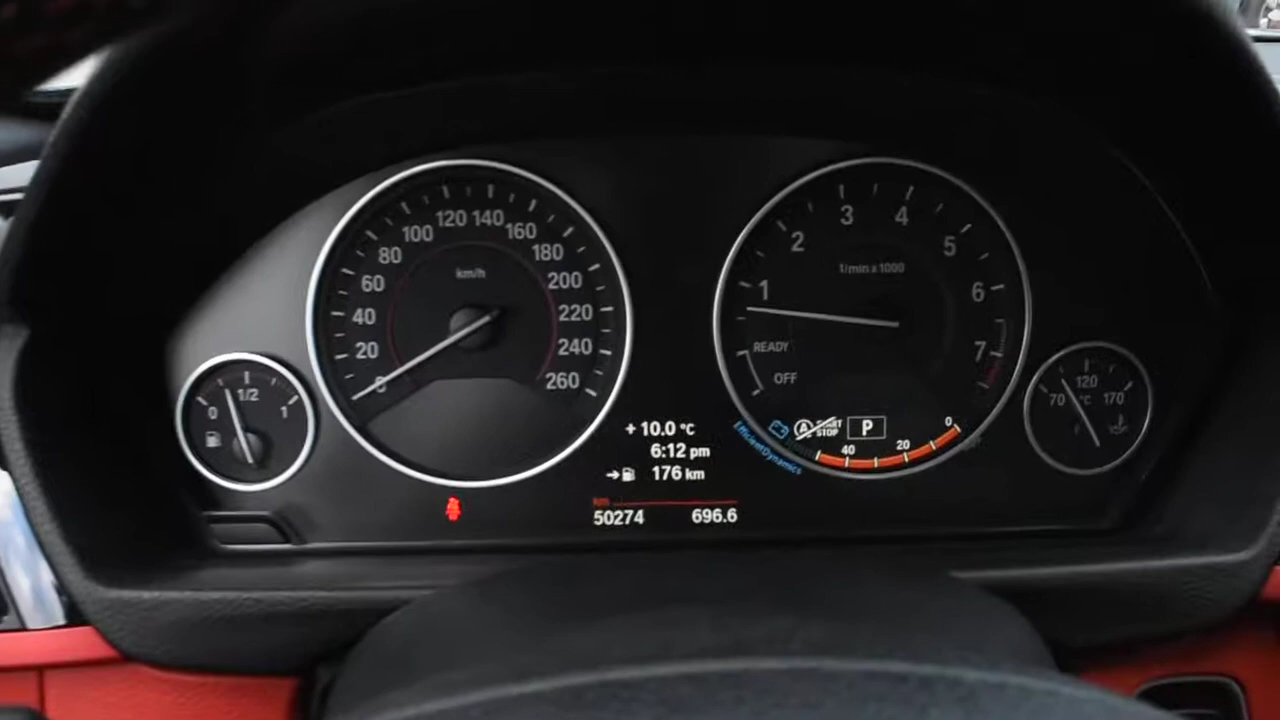 0
1/2
1
0
20
40
60
80
100
120
140
160
180
200
220
240
260
km/h
+ 10.0 °C
6:12 pm
176 km
km
50274 696.6
1
2
3
4
5
6
7
1/min x 1000
READY
OFF
EfficientDynamics
A START
STOP
P
40
20
0
70
120
°C
170